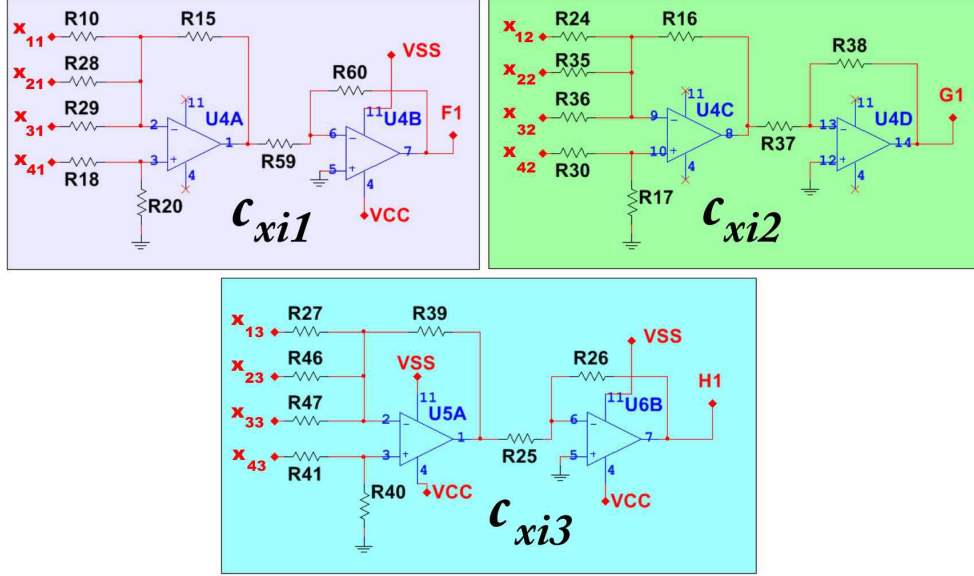 x11 R10 R15
VSS
x21 R28 R60
x31 R29 U4A 11 11 U4B F1
2 - 1 6 - 7
x41 3 + R59 5 +
R18 4 4
R20 VCC
cxi1
x12 R24 R16
R38
x22 R35
11 11 G1
R36 U4C U4D
x32 9 - 8 13 - 14
x42 10 + R37 12 +
R30 4 4
R17
cxi2
x13 R27 R39
VSS
x23 R46 VSS R26 H1
11 11
x33 R47 U5A U6B
2 - 1 6 - 7
x43 3 + R25 5 +
R41 4 4
R40 VCC VCC
cxi3